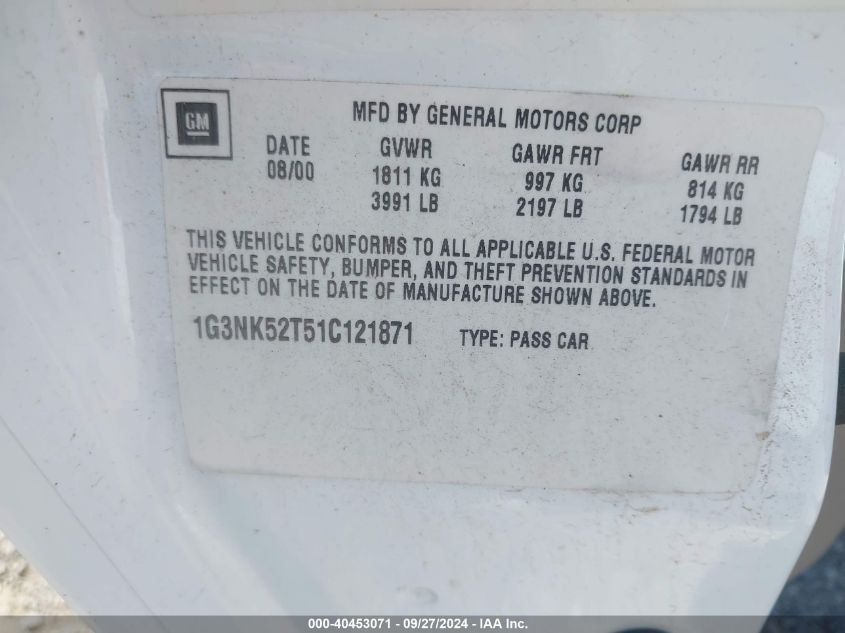 GM
MFD BY GENERAL MOTORS CORP
DATE GVWR GAWR FRT GAWR RR
08/00 1811 KG 997 KG 814 KG
3991 LB 2197 LB 1794 LB
THIS VEHICLE CONFORMS TO ALL APPLICABLE U.S. FEDERAL MOTOR
VEHICLE SAFETY, BUMPER, AND THEFT PREVENTION STANDARDS IN
EFFECT ON THE DATE OF MANUFACTURE SHOWN ABOVE.
1G3NK52T51C121871 TYPE: PASS CAR
000-40453071 - 09/27/2024 - IAA Inc.